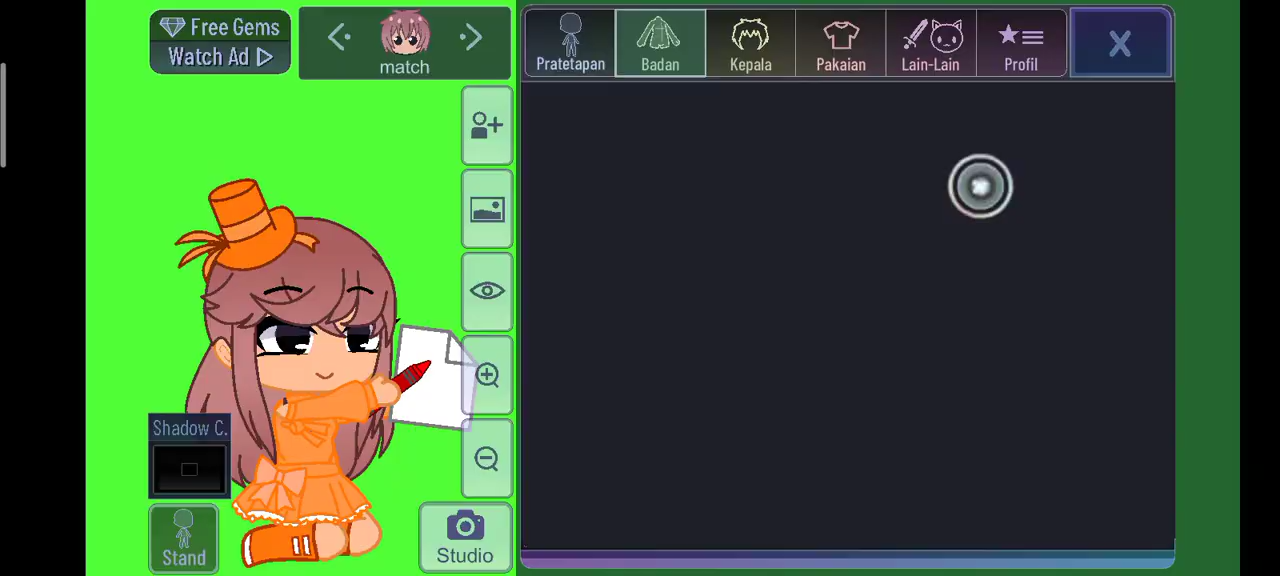 Free Gems
Watch Ad
match
Pratetapan
Badan
Kepala
Pakaian
Lain-Lain
Profil
X
Shadow C.
Stand
Studio